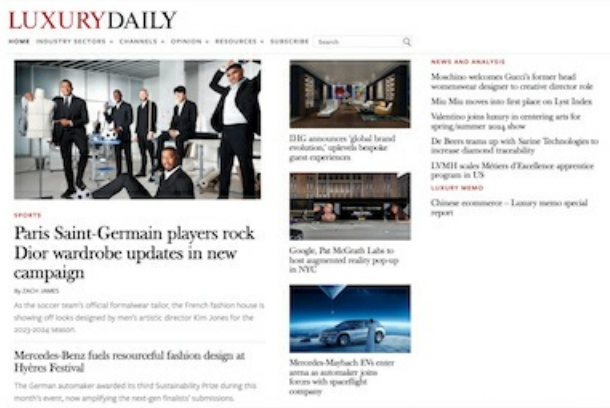 LUXURYDAILY
HOME INDUSTRY SECTORS CHANNELS OPINION RESOURCES SUBSCRIBE Search
SPORTS
Paris Saint-Germain players rock
Dior wardrobe updates in new
campaign
By ZACH JAMES
As the soccer team's official formalwear tailor, the French fashion house is
showing off looks designed by men's artistic director Kim Jones for the
2023-2024 season.
Mercedes-Benz fuels resourceful fashion design at
Hyères Festival
The German automaker awarded its third Sustainability Prize during this
month's event, now amplifying the next-gen finalists' submissions.
IHG announces 'global brand
evolution,' uplevels bespoke
guest experiences
Google, Pat McGrath Labs to
host augmented reality pop-up
in NYC
Mercedes-Maybach EVs enter
arena as automaker joins
forces with spaceflight
company
NEWS AND ANALYSIS
Moschino welcomes Gucci's former head
womenswear designer to creative director role
Miu Miu moves into first place on Lyst Index
Valentino joins luxury in centering arts for
spring/summer 2024 show
De Beers teams up with Sarine Technologies to
increase diamond traceability
LVMH scales Métiers d'Excellence apprentice
program in US
LUXURY MEMO
Chinese ecommerce – Luxury memo special
report